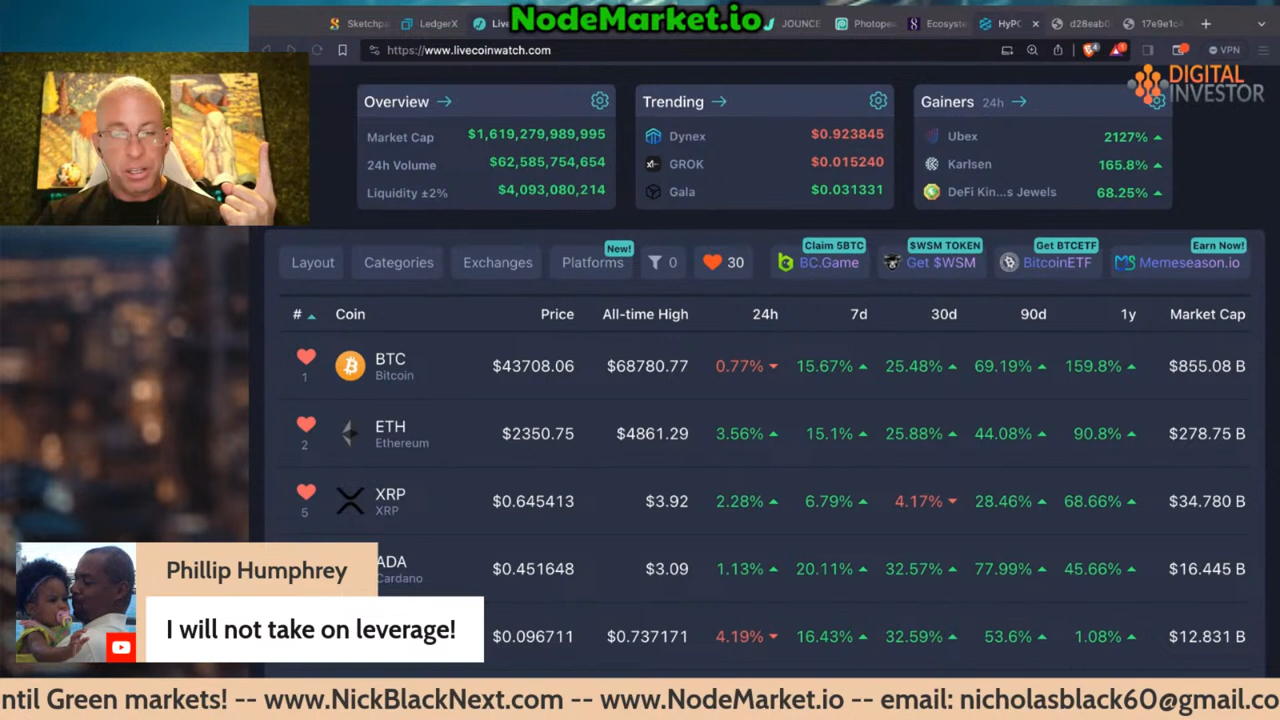 NodeMarket.io
Sketchpa LedgerX Live JOUNCE Photope Ecosyste HyPC d28eab0 17e9e1c4
https://www.livecoinwatch.com
VPN
DIGITAL
INVESTOR
Overview → Trending → Gainers 24h →
Market Cap $1,619,279,989,995 Dynex $0.923845 Ubex 2127%
24h Volume $62,585,754,654 GROK $0.015240 Karlsen 165.8%
Liquidity ±2% $4,093,080,214 Gala $0.031331 DeFi Kin...s Jewels 68.25%
New! Claim 5BTC $WSM TOKEN Get BTCETF Earn Now!
Layout Categories Exchanges Platforms 0 30 BC.Game Get $WSM BitcoinETF Memeseason.io
# Coin Price All-time High 24h 7d 30d 90d 1y Market Cap
1 BTC Bitcoin $43708.06 $68780.77 0.77% 15.67% 25.48% 69.19% 159.8% $855.08 B
2 ETH Ethereum $2350.75 $4861.29 3.56% 15.1% 25.88% 44.08% 90.8% $278.75 B
5 XRP XRP $0.645413 $3.92 2.28% 6.79% 4.17% 28.46% 68.66% $34.780 B
ADA Cardano $0.451648 $3.09 1.13% 20.11% 32.57% 77.99% 45.66% $16.445 B
$0.096711 $0.737171 4.19% 16.43% 32.59% 53.6% 1.08% $12.831 B
Phillip Humphrey
I will not take on leverage!
ntil Green markets! -- www.NickBlackNext.com -- www.NodeMarket.io -- email: nicholasblack60@gmail.co